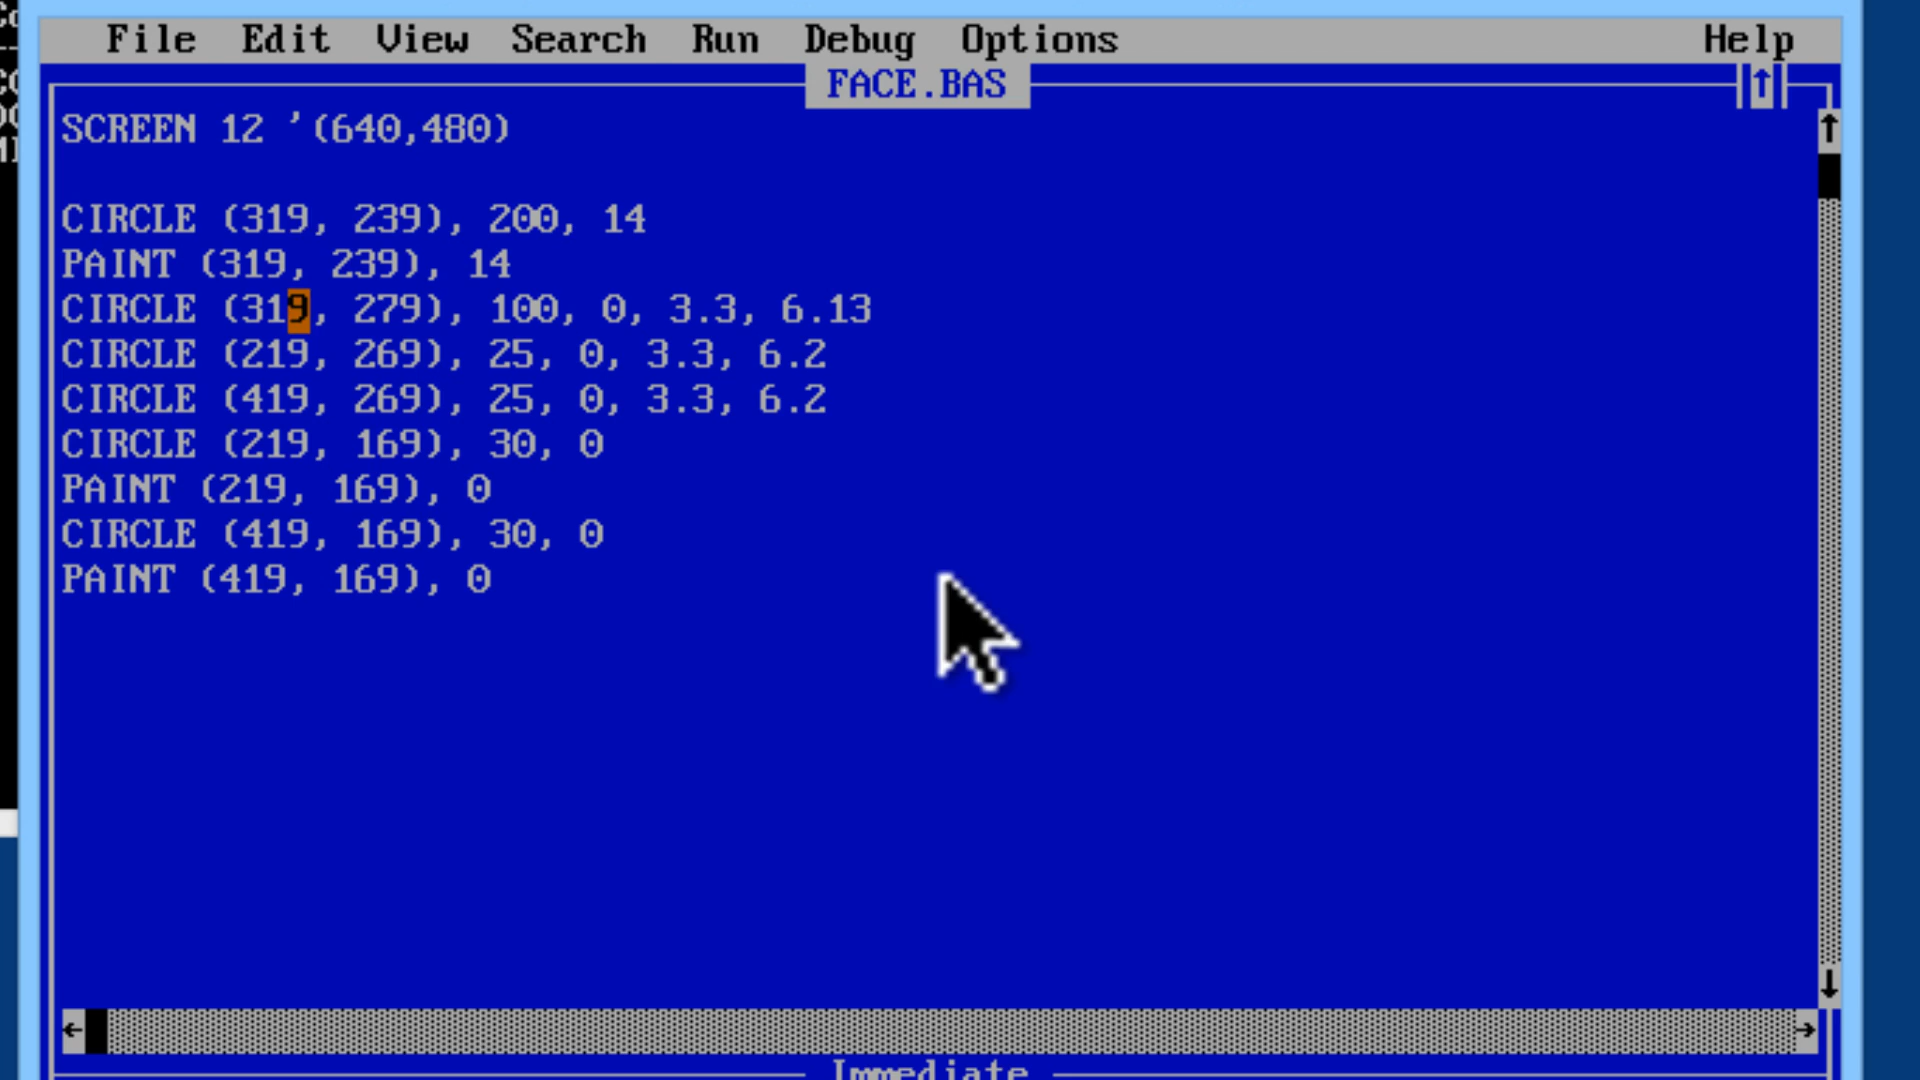 File Edit View Search Run Debug Options Help
FACE.BAS
SCREEN 12 '(640,480)
CIRCLE (319, 239), 200, 14
PAINT (319, 239), 14
CIRCLE (319, 279), 100, 0, 3.3, 6.13
CIRCLE (219, 269), 25, 0, 3.3, 6.2
CIRCLE (419, 269), 25, 0, 3.3, 6.2
CIRCLE (219, 169), 30, 0
PAINT (219, 169), 0
CIRCLE (419, 169), 30, 0
PAINT (419, 169), 0
Immediate